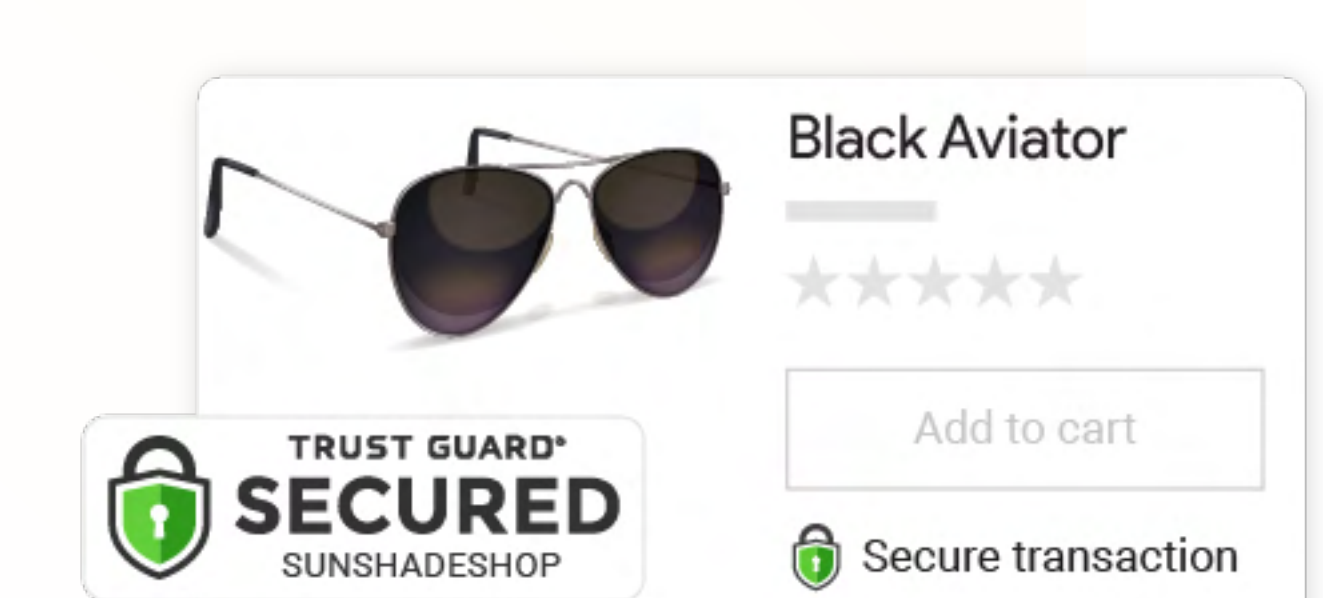 Black Aviator
Add to cart
TRUST GUARD®
SECURED
SUNSHADESHOP
Secure transaction